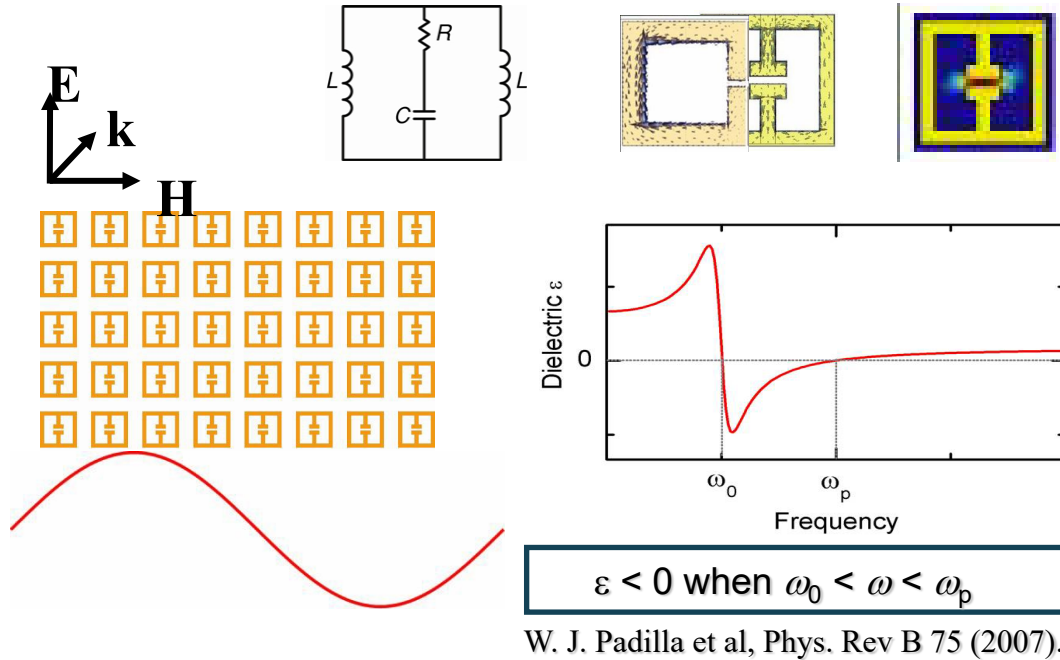 R
L
L
C
E
k
H
Dielectric ε
0
ω0
ωp
Frequency
ε < 0 when ω0 < ω < ωp
W. J. Padilla et al, Phys. Rev B 75 (2007).